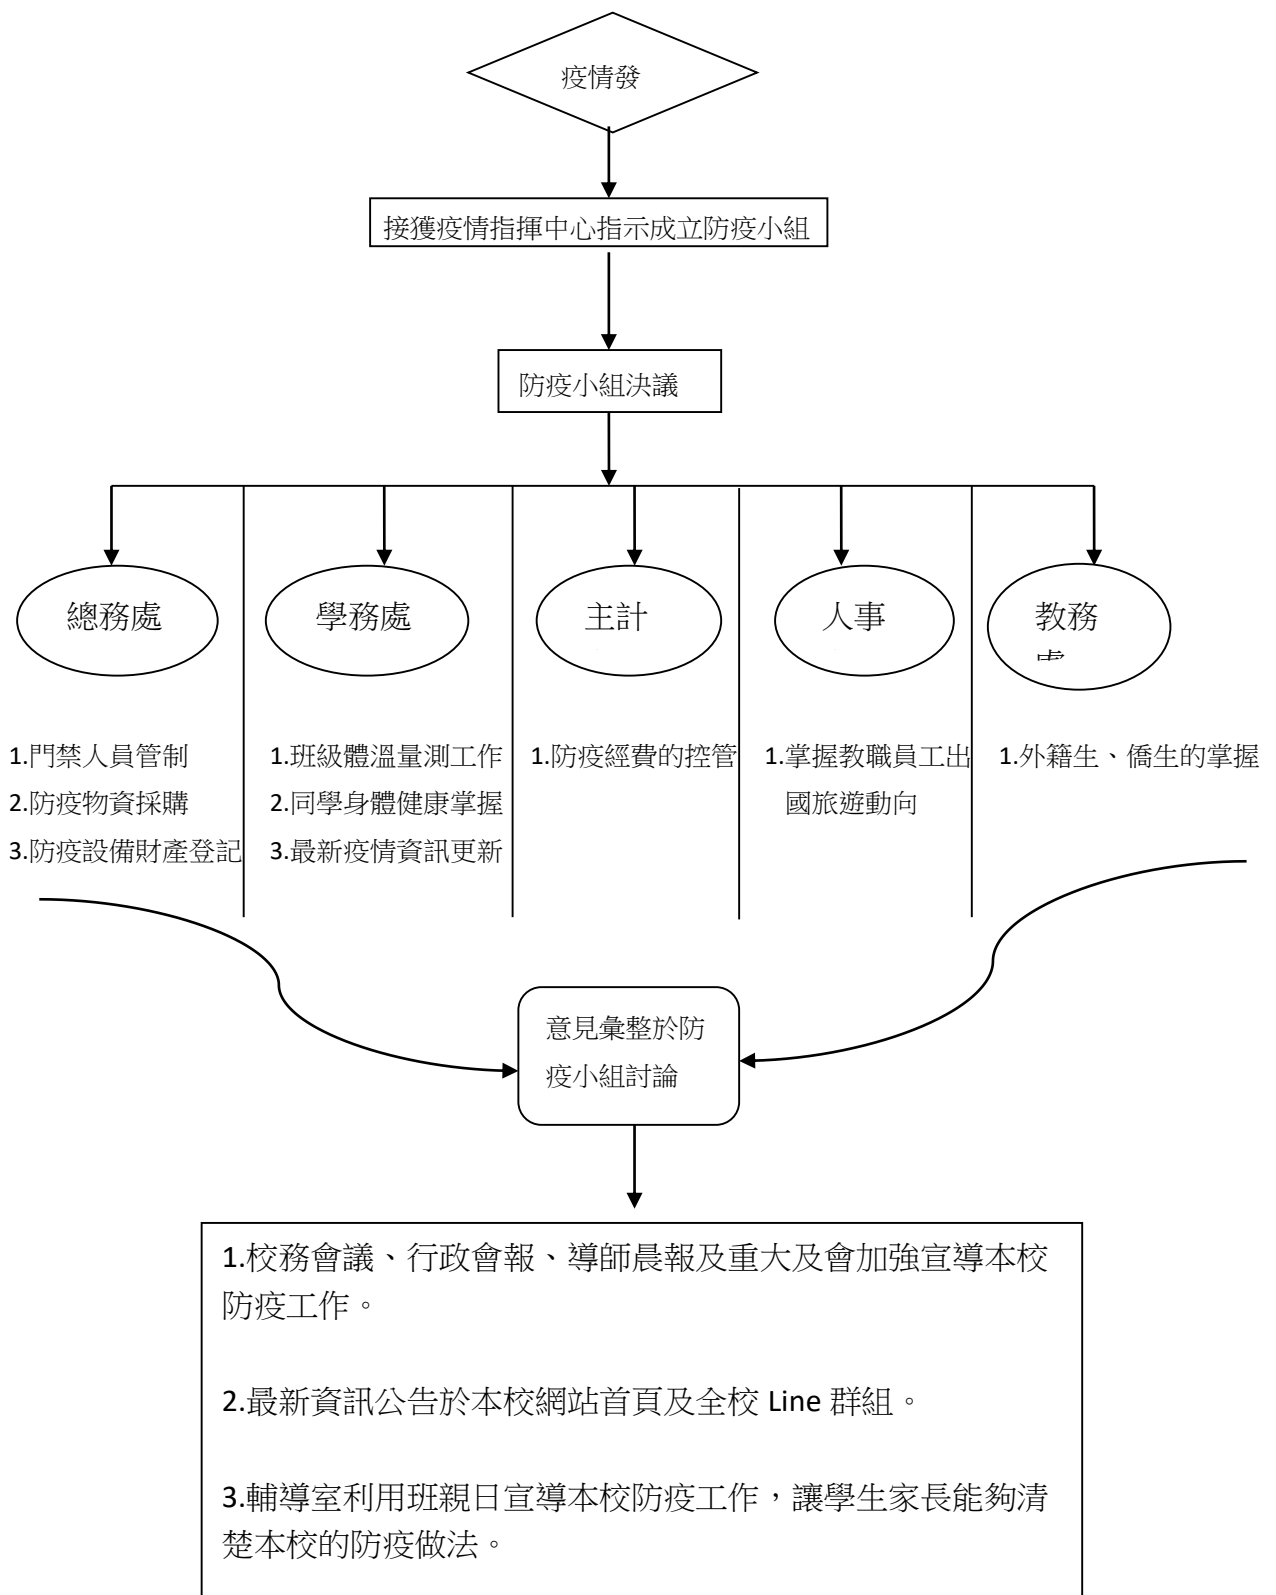 疫情發
接獲疫情指揮中心指示成立防疫小組
防疫小組決議
總務處
學務處
主計
人事
教務
1.門禁人員管制
2.防疫物資採購
3.防疫設備財產登記
1.班級體溫量測工作
2.同學身體健康掌握
3.最新疫情資訊更新
1.防疫經費的控管
1.掌握教職員工出
國旅遊動向
1.外籍生、僑生的掌握
意見彙整於防
疫小組討論
1.校務會議、行政會報、導師晨報及重大及會加強宣導本校
防疫工作。
2.最新資訊公告於本校網站首頁及全校 Line 群組。
3.輔導室利用班親日宣導本校防疫工作，讓學生家長能夠清
楚本校的防疫做法。